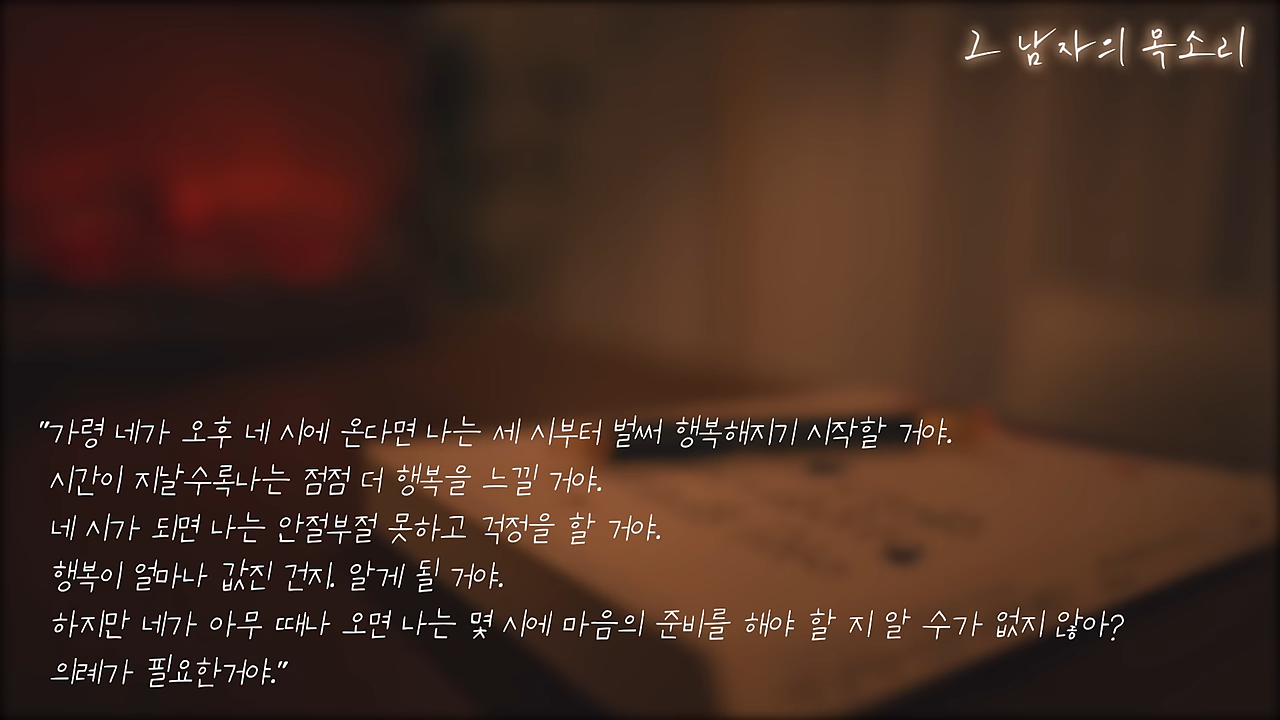 그 남자의 목소리
"가령 네가 오후 네 시에 온다면 나는 세 시부터 벌써 행복해지기 시작할 거야.
시간이 지날수록나는 점점 더 행복을 느낄 거야.
네 시가 되면 나는 안절부절 못하고 걱정을 할 거야.
행복이 얼마나 값진 건지. 알게 될 거야.
하지만 네가 아무 때나 오면 나는 몇 시에 마음의 준비를 해야 할 지 알 수가 없지 않아?
의례가 필요한거야."